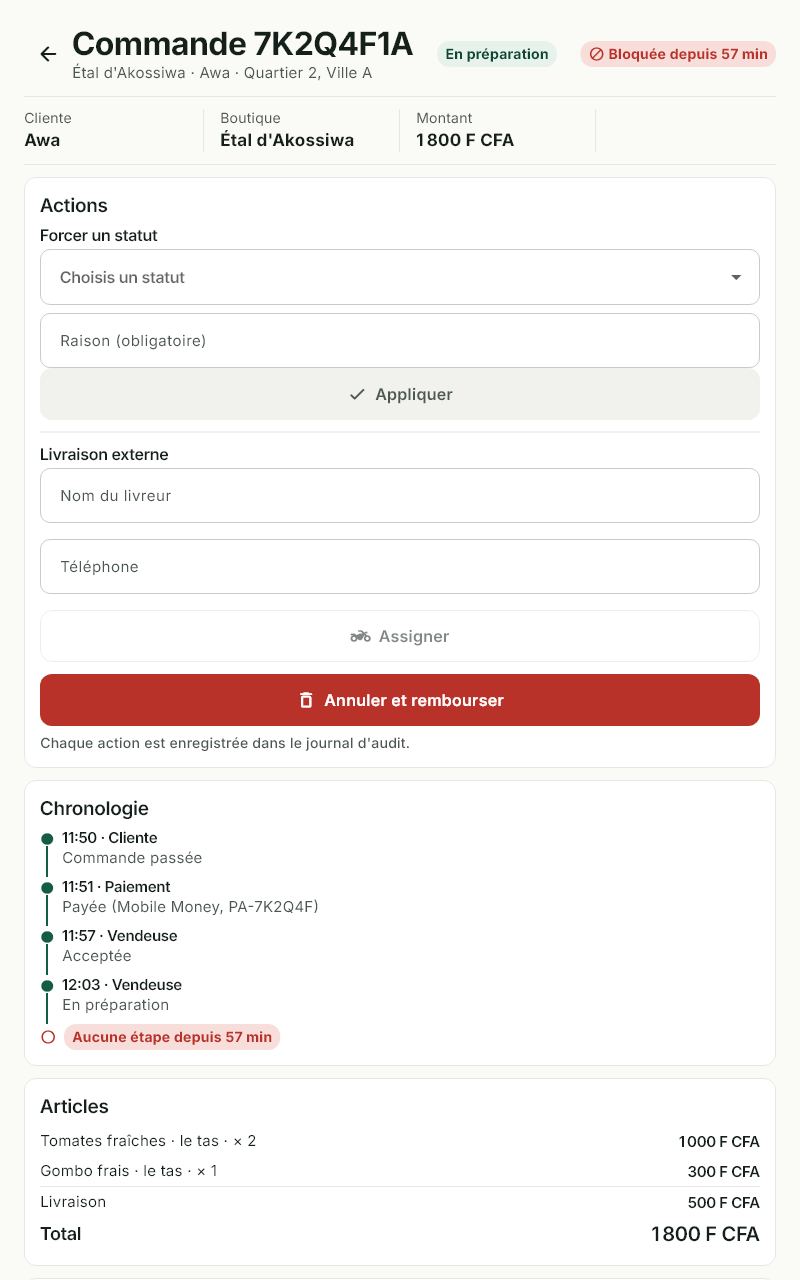 Commande 7K2Q4F1A
Étal d'Akossiwa · Awa · Quartier 2, Ville A
En préparation
Bloquée depuis 57 min
Cliente
Awa
Boutique
Étal d'Akossiwa
Montant
1 800 F CFA
Actions
Forcer un statut
Choisis un statut
Raison (obligatoire)
Appliquer
Livraison externe
Nom du livreur
Téléphone
Assigner
Annuler et rembourser
Chaque action est enregistrée dans le journal d'audit.
Chronologie
11:50 · Cliente
Commande passée
11:51 · Paiement
Payée (Mobile Money, PA-7K2Q4F)
11:57 · Vendeuse
Acceptée
12:03 · Vendeuse
En préparation
Aucune étape depuis 57 min
Articles
Tomates fraîches · le tas · × 2 1 000 F CFA
Gombo frais · le tas · × 1 300 F CFA
Livraison 500 F CFA
Total 1 800 F CFA